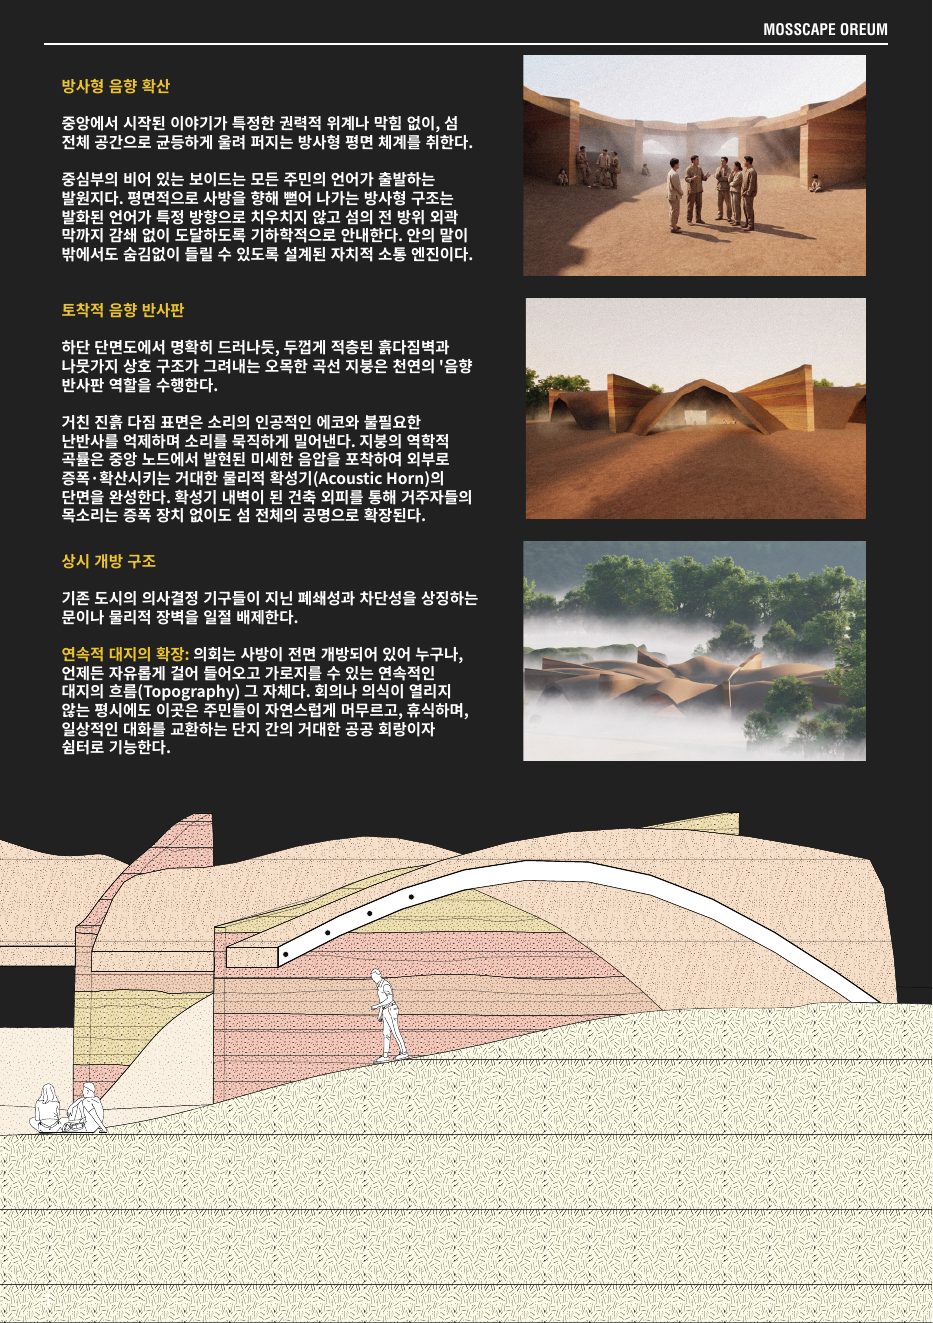 MOSSCAPE OREUM
방사형 음향 확산
중앙에서 시작된 이야기가 특정한 권력적 위계나 막힘 없이, 섬
전체 공간으로 균등하게 울려 퍼지는 방사형 평면 체계를 취한다.
중심부의 비어 있는 보이드는 모든 주민의 언어가 출발하는
발원지다. 평면적으로 사방을 향해 뻗어 나가는 방사형 구조는
발화된 언어가 특정 방향으로 치우치지 않고 섬의 전 방위 외곽
막까지 감쇄 없이 도달하도록 기하학적으로 안내한다. 안의 말이
밖에서도 숨김없이 들릴 수 있도록 설계된 자치적 소통 엔진이다.
토착적 음향 반사판
하단 단면도에서 명확히 드러나듯, 두껍게 적층된 흙다짐벽과
나뭇가지 상호 구조가 그려내는 오목한 곡선 지붕은 천연의 '음향
반사판 역할을 수행한다.
거친 진흙 다짐 표면은 소리의 인공적인 에코와 불필요한
난반사를 억제하며 소리를 묵직하게 밀어낸다. 지붕의 역학적
곡률은 중앙 노드에서 발현된 미세한 음압을 포착하여 외부로
증폭·확산시키는 거대한 물리적 확성기(Acoustic Horn)의
단면을 완성한다. 확성기 내벽이 된 건축 외피를 통해 거주자들의
목소리는 증폭 장치 없이도 섬 전체의 공명으로 확장된다.
상시 개방 구조
기존 도시의 의사결정 기구들이 지닌 폐쇄성과 차단성을 상징하는
문이나 물리적 장벽을 일절 배제한다.
연속적 대지의 확장: 의회는 사방이 전면 개방되어 있어 누구나,
언제든 자유롭게 걸어 들어오고 가로지를 수 있는 연속적인
대지의 흐름(Topography) 그 자체다. 회의나 의식이 열리지
않는 평시에도 이곳은 주민들이 자연스럽게 머무르고, 휴식하며,
일상적인 대화를 교환하는 단지 간의 거대한 공공 회랑이자
쉼터로 기능한다.